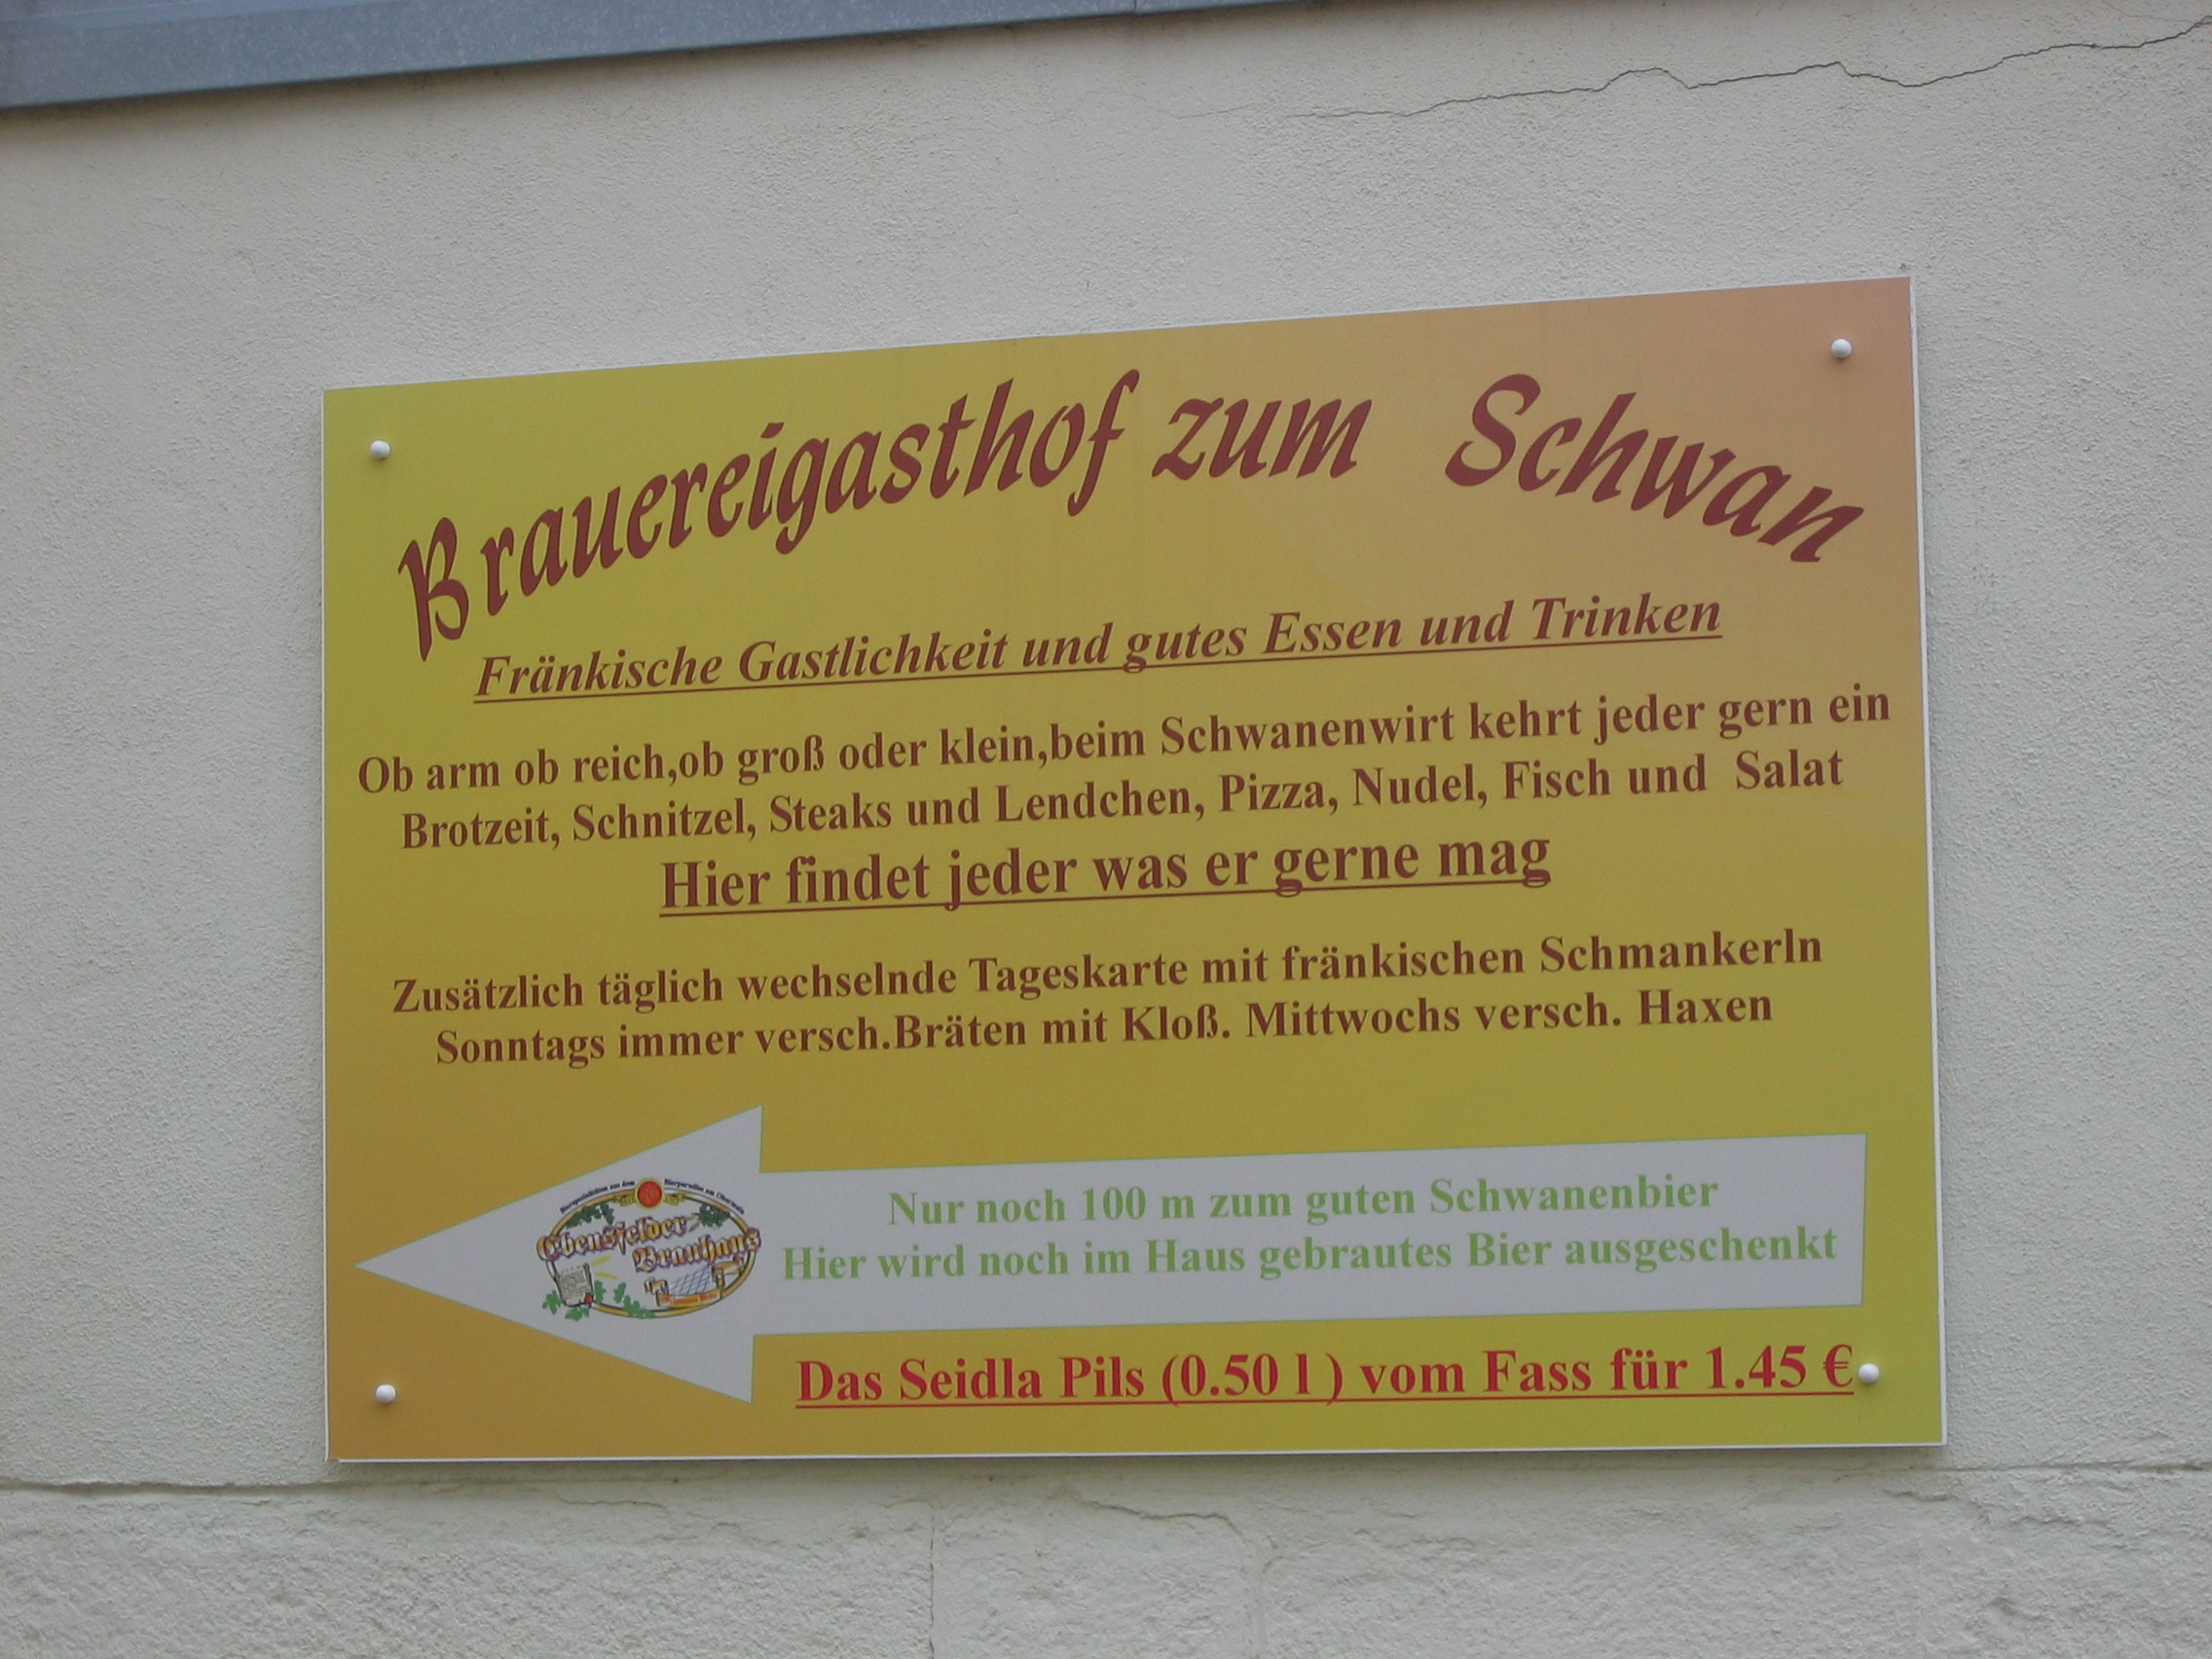 Brauereigasthof zum Schwan
Fränkische Gastlichkeit und gutes Essen und Trinken
Ob arm ob reich,ob groß oder klein,beim Schwanenwirt kehrt jeder gern ein
Brotzeit, Schnitzel, Steaks und Lendchen, Pizza, Nudel, Fisch und Salat
Hier findet jeder was er gerne mag
Zusätzlich täglich wechselnde Tageskarte mit fränkischen Schmankerln
Sonntags immer versch.Bräten mit Kloß. Mittwochs versch. Haxen
Ebensfelder
Brauhaus
Nur noch 100 m zum guten Schwanenbier
Hier wird noch im Haus gebrautes Bier ausgeschenkt
Das Seidla Pils (0.50 l ) vom Fass für 1.45 €